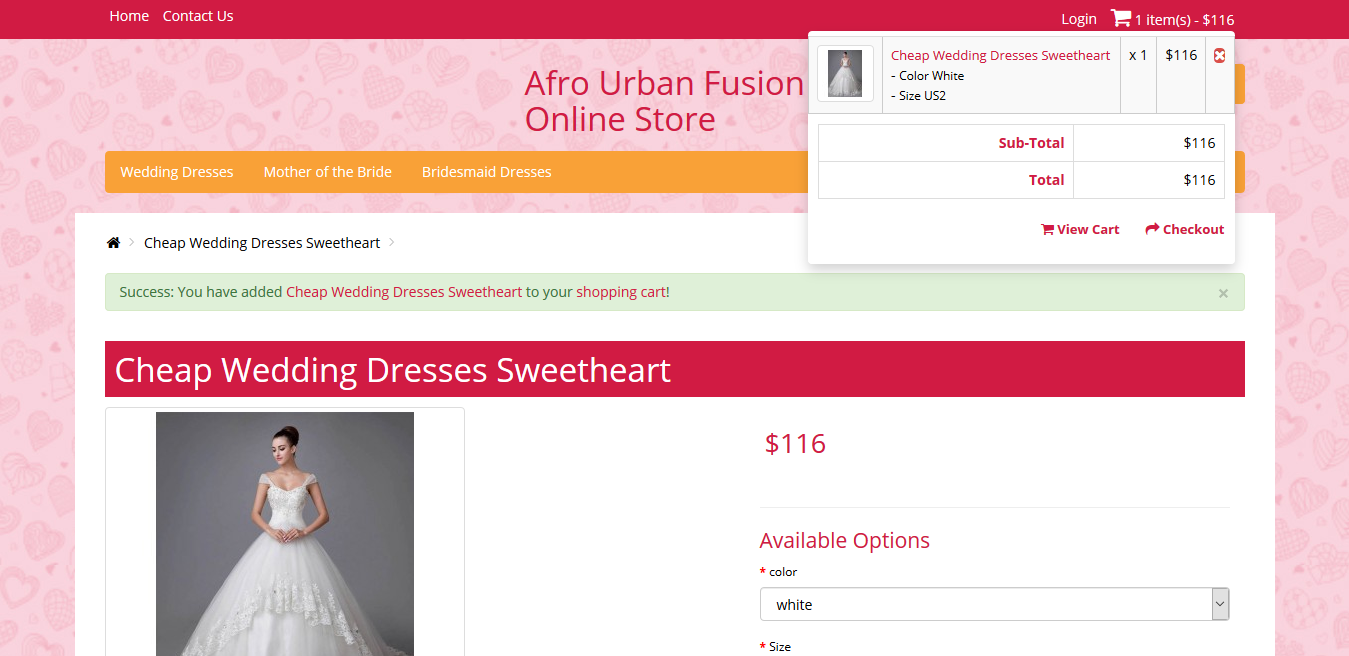 Home Contact Us
Login 1 item(s) - $116
Cheap Wedding Dresses Sweetheart x 1 $116
- Color White
- Size US2
Afro Urban Fusion
Online Store
Sub-Total $116
Total $116
View Cart Checkout
Wedding Dresses Mother of the Bride Bridesmaid Dresses
Cheap Wedding Dresses Sweetheart
Success: You have added Cheap Wedding Dresses Sweetheart to your shopping cart! ×
Cheap Wedding Dresses Sweetheart
$116
Available Options
* color
white
* Size